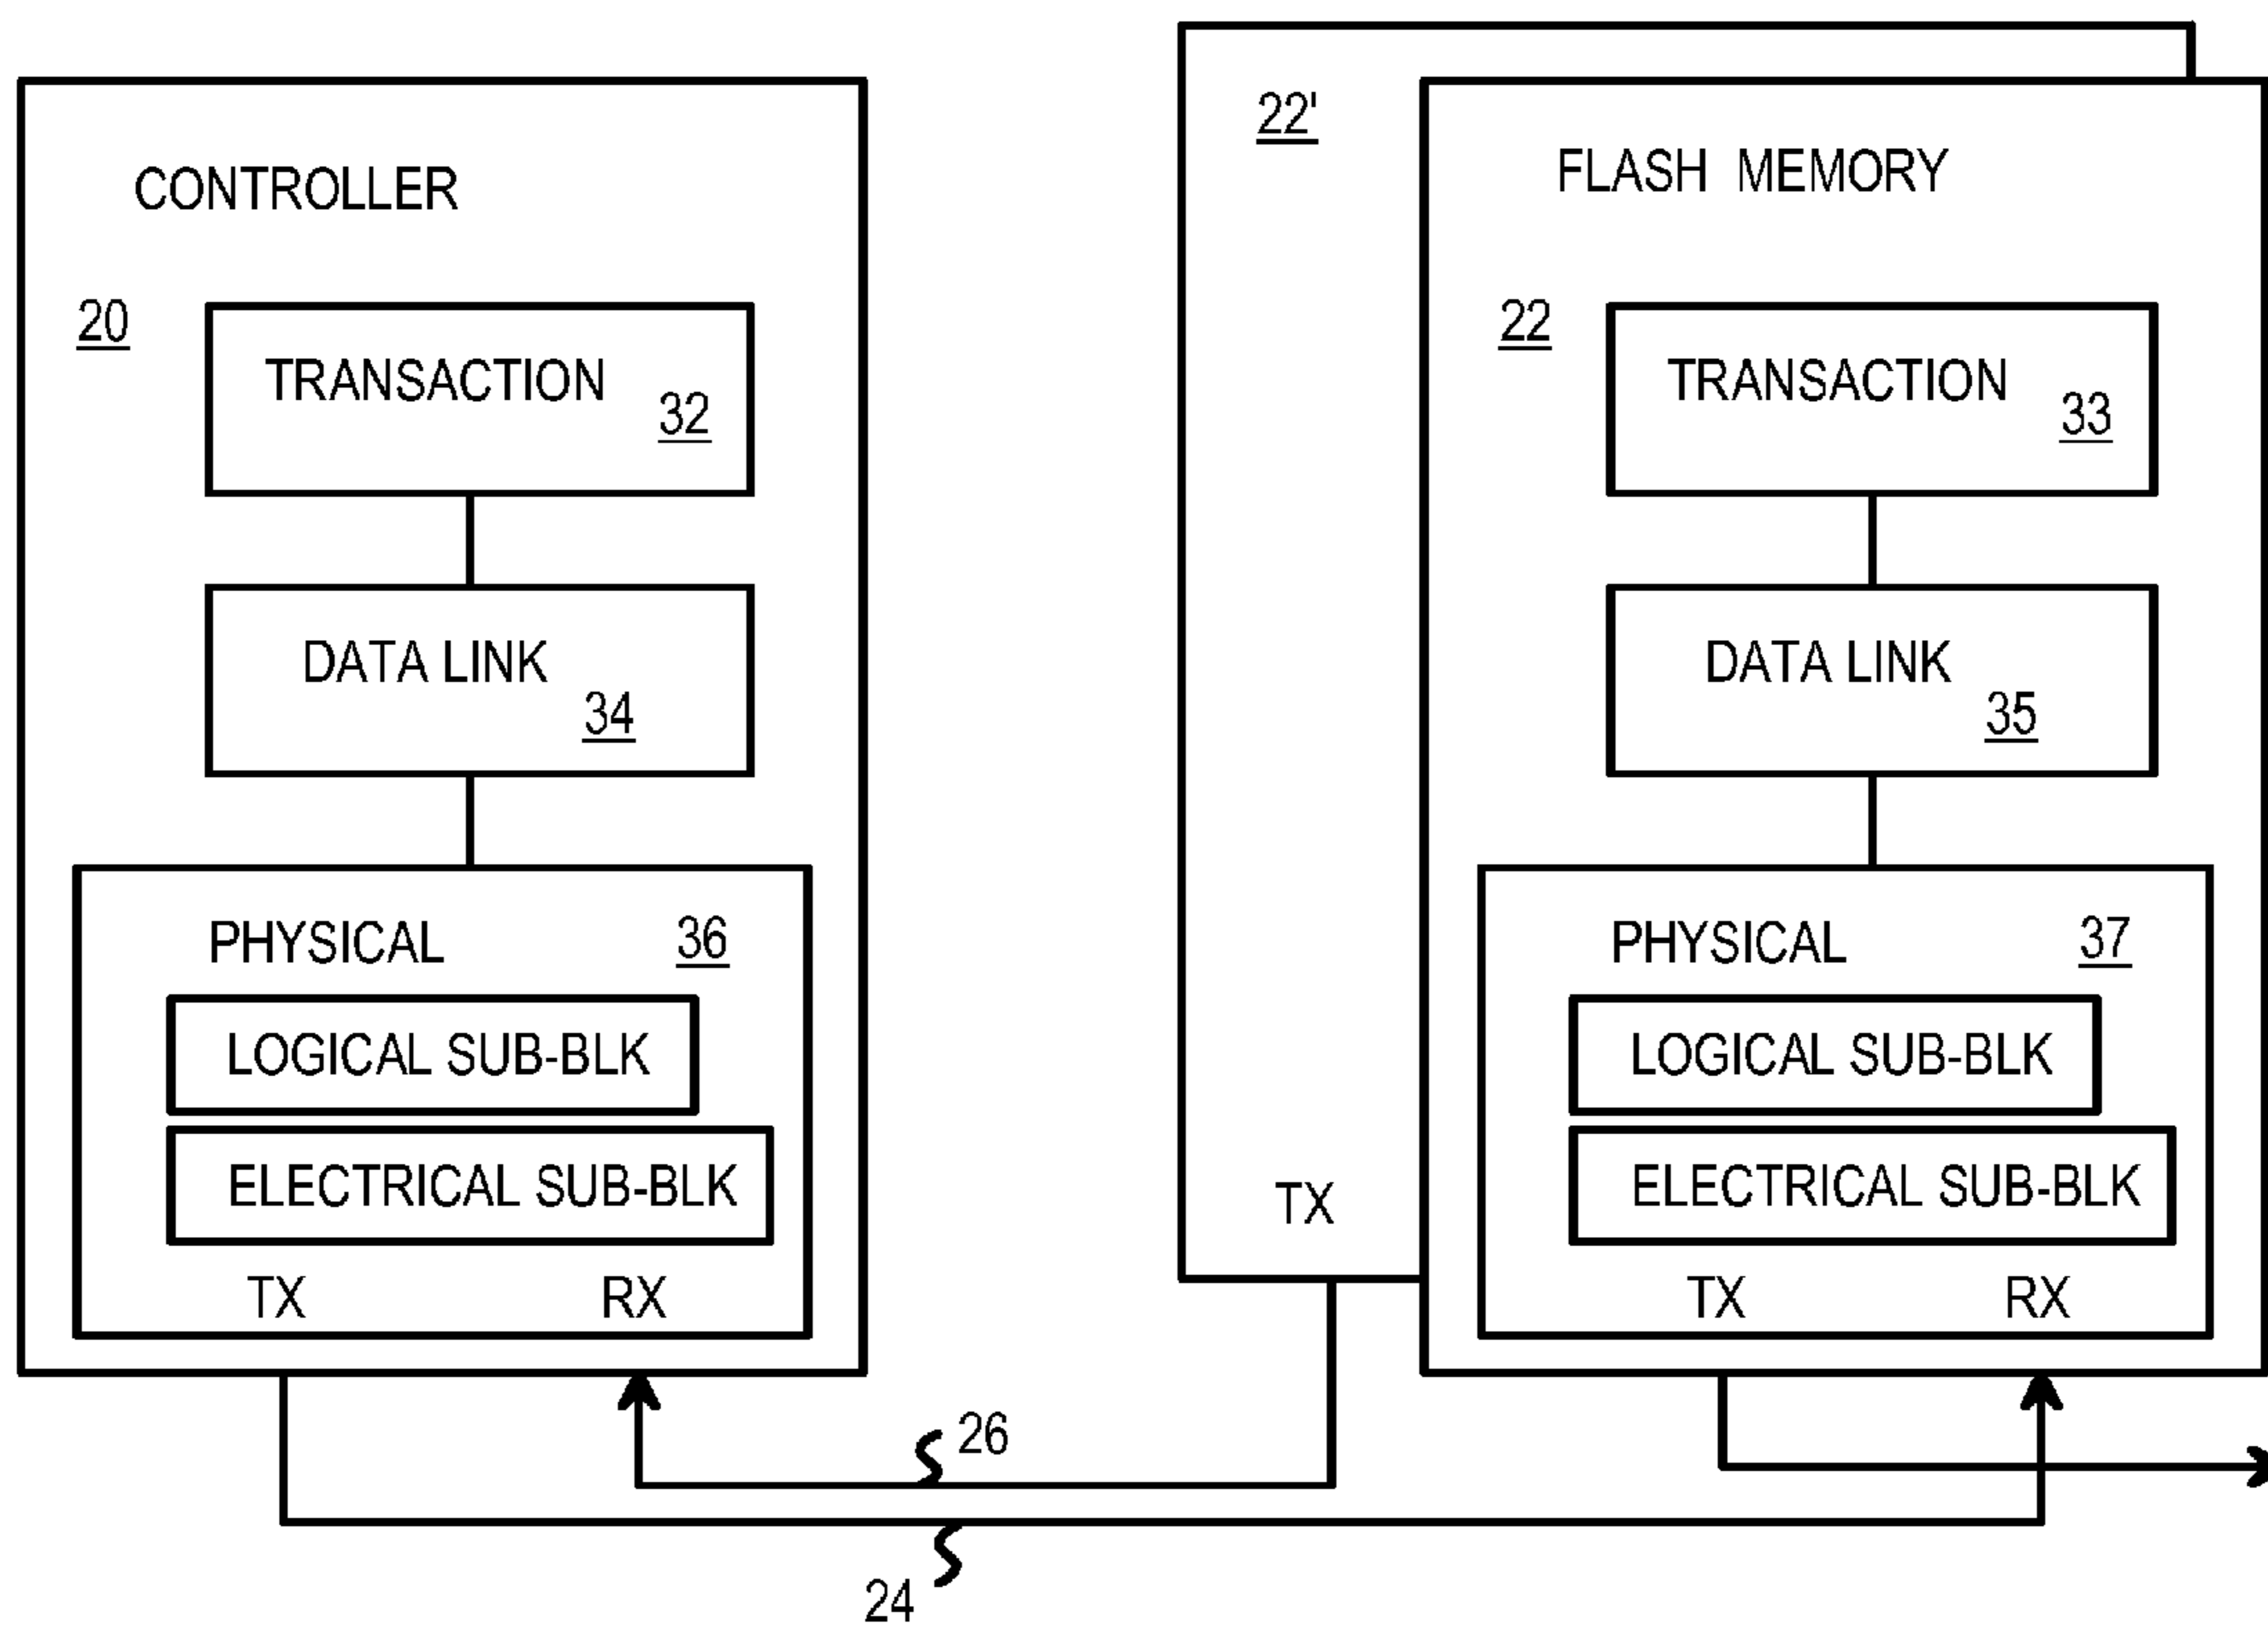 CONTROLLER
20
TRANSACTION
32
DATA LINK
34
PHYSICAL
36
LOGICAL SUB-BLK
ELECTRICAL SUB-BLK
TX RX
22'
TX
FLASH MEMORY
22
TRANSACTION
33
DATA LINK
35
PHYSICAL
37
LOGICAL SUB-BLK
ELECTRICAL SUB-BLK
TX RX
26
24